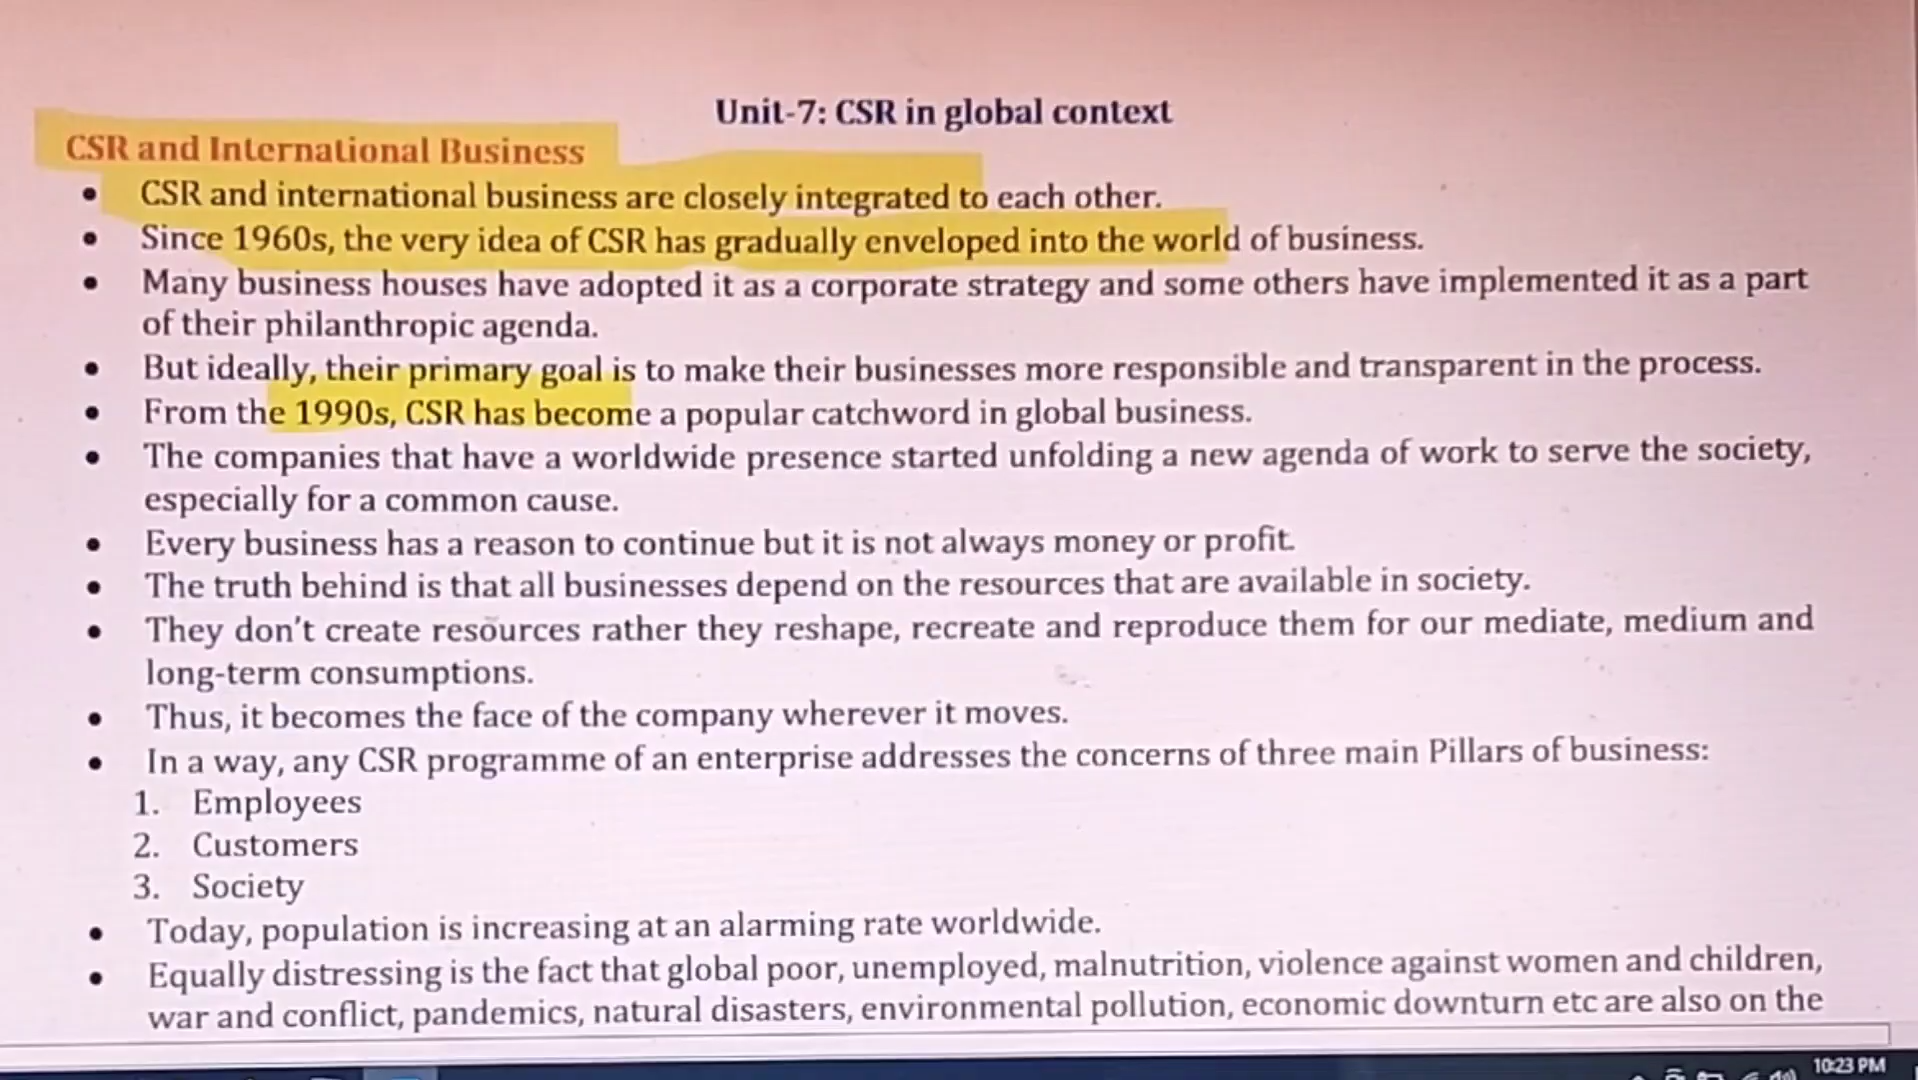 Unit-7: CSR in global context
CSR and International Business
• CSR and international business are closely integrated to each other.
• Since 1960s, the very idea of CSR has gradually enveloped into the world of business.
• Many business houses have adopted it as a corporate strategy and some others have implemented it as a part
of their philanthropic agenda.
• But ideally, their primary goal is to make their businesses more responsible and transparent in the process.
• From the 1990s, CSR has become a popular catchword in global business.
• The companies that have a worldwide presence started unfolding a new agenda of work to serve the society,
especially for a common cause.
• Every business has a reason to continue but it is not always money or profit.
• The truth behind is that all businesses depend on the resources that are available in society.
• They don't create resources rather they reshape, recreate and reproduce them for our mediate, medium and
long-term consumptions.
• Thus, it becomes the face of the company wherever it moves.
• In a way, any CSR programme of an enterprise addresses the concerns of three main Pillars of business:
1. Employees
2. Customers
3. Society
• Today, population is increasing at an alarming rate worldwide.
• Equally distressing is the fact that global poor, unemployed, malnutrition, violence against women and children,
war and conflict, pandemics, natural disasters, environmental pollution, economic downturn etc are also on the
10:23 PM